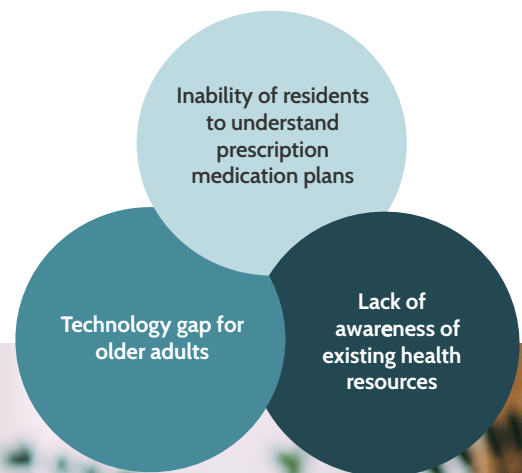 Inability of residents
to understand
prescription
medication plans
Technology gap for
older adults
Lack of
awareness of
existing health
resources